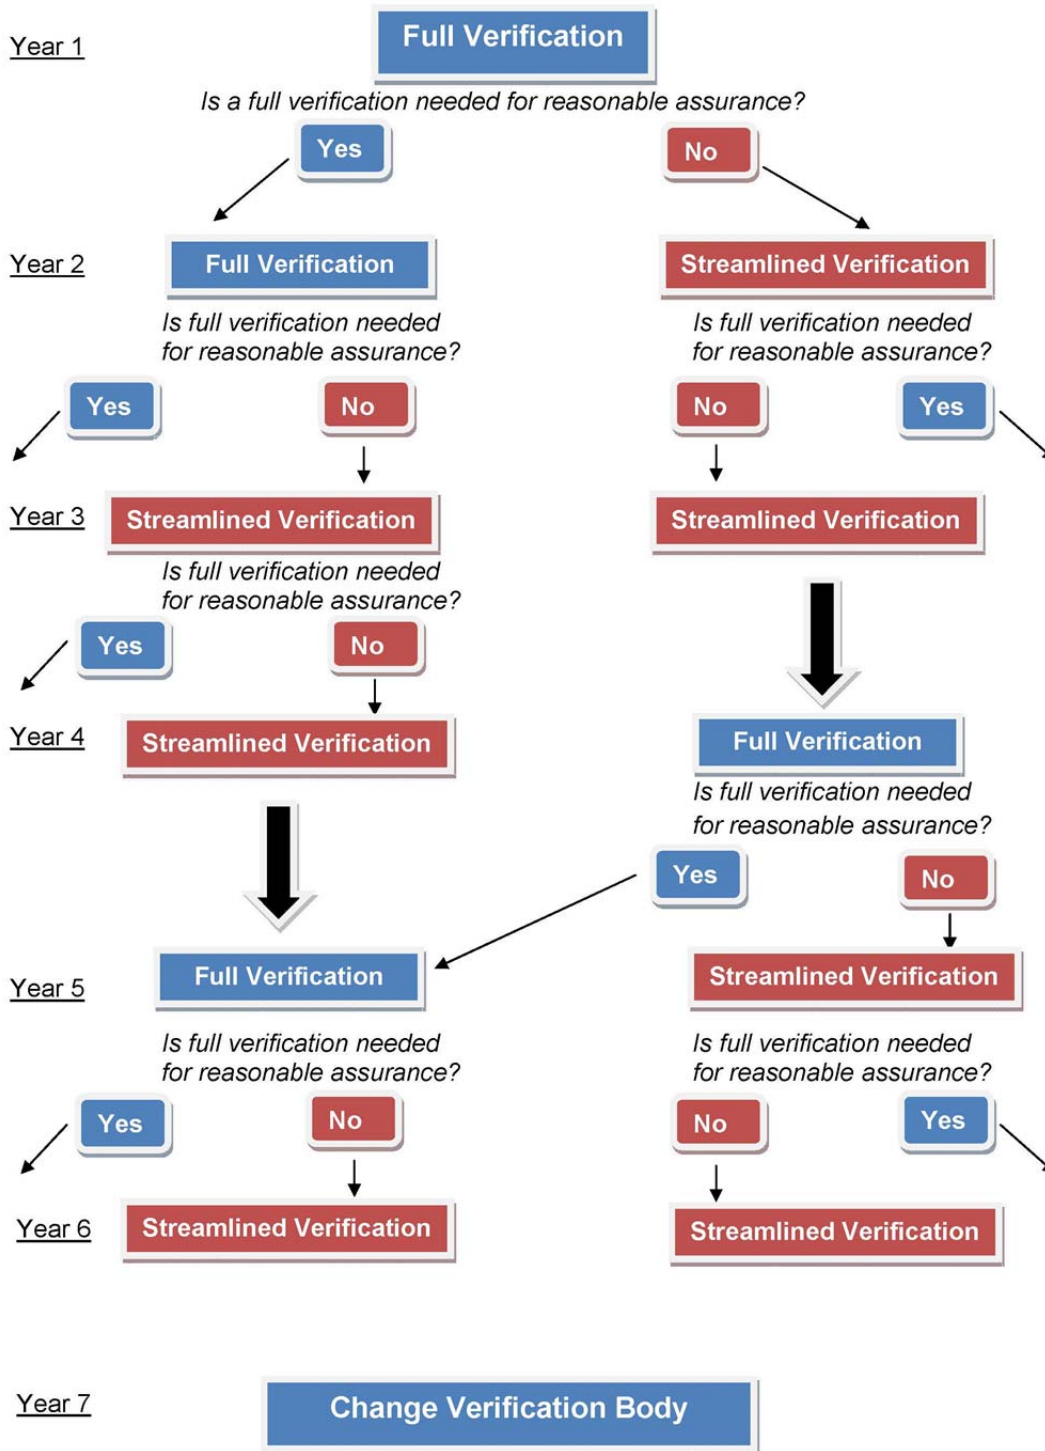 Year 1
Full Verification
Is a full verification needed for reasonable assurance?
Yes
No
Year 2
Full Verification
Streamlined Verification
Is full verification needed
for reasonable assurance?
Is full verification needed
for reasonable assurance?
Yes
No
No
Yes
Year 3
Streamlined Verification
Streamlined Verification
Is full verification needed
for reasonable assurance?
Yes
No
Year 4
Streamlined Verification
Full Verification
Is full verification needed
for reasonable assurance?
Yes
No
Year 5
Full Verification
Streamlined Verification
Is full verification needed
for reasonable assurance?
Is full verification needed
for reasonable assurance?
Yes
No
No
Yes
Year 6
Streamlined Verification
Streamlined Verification
Year 7
Change Verification Body